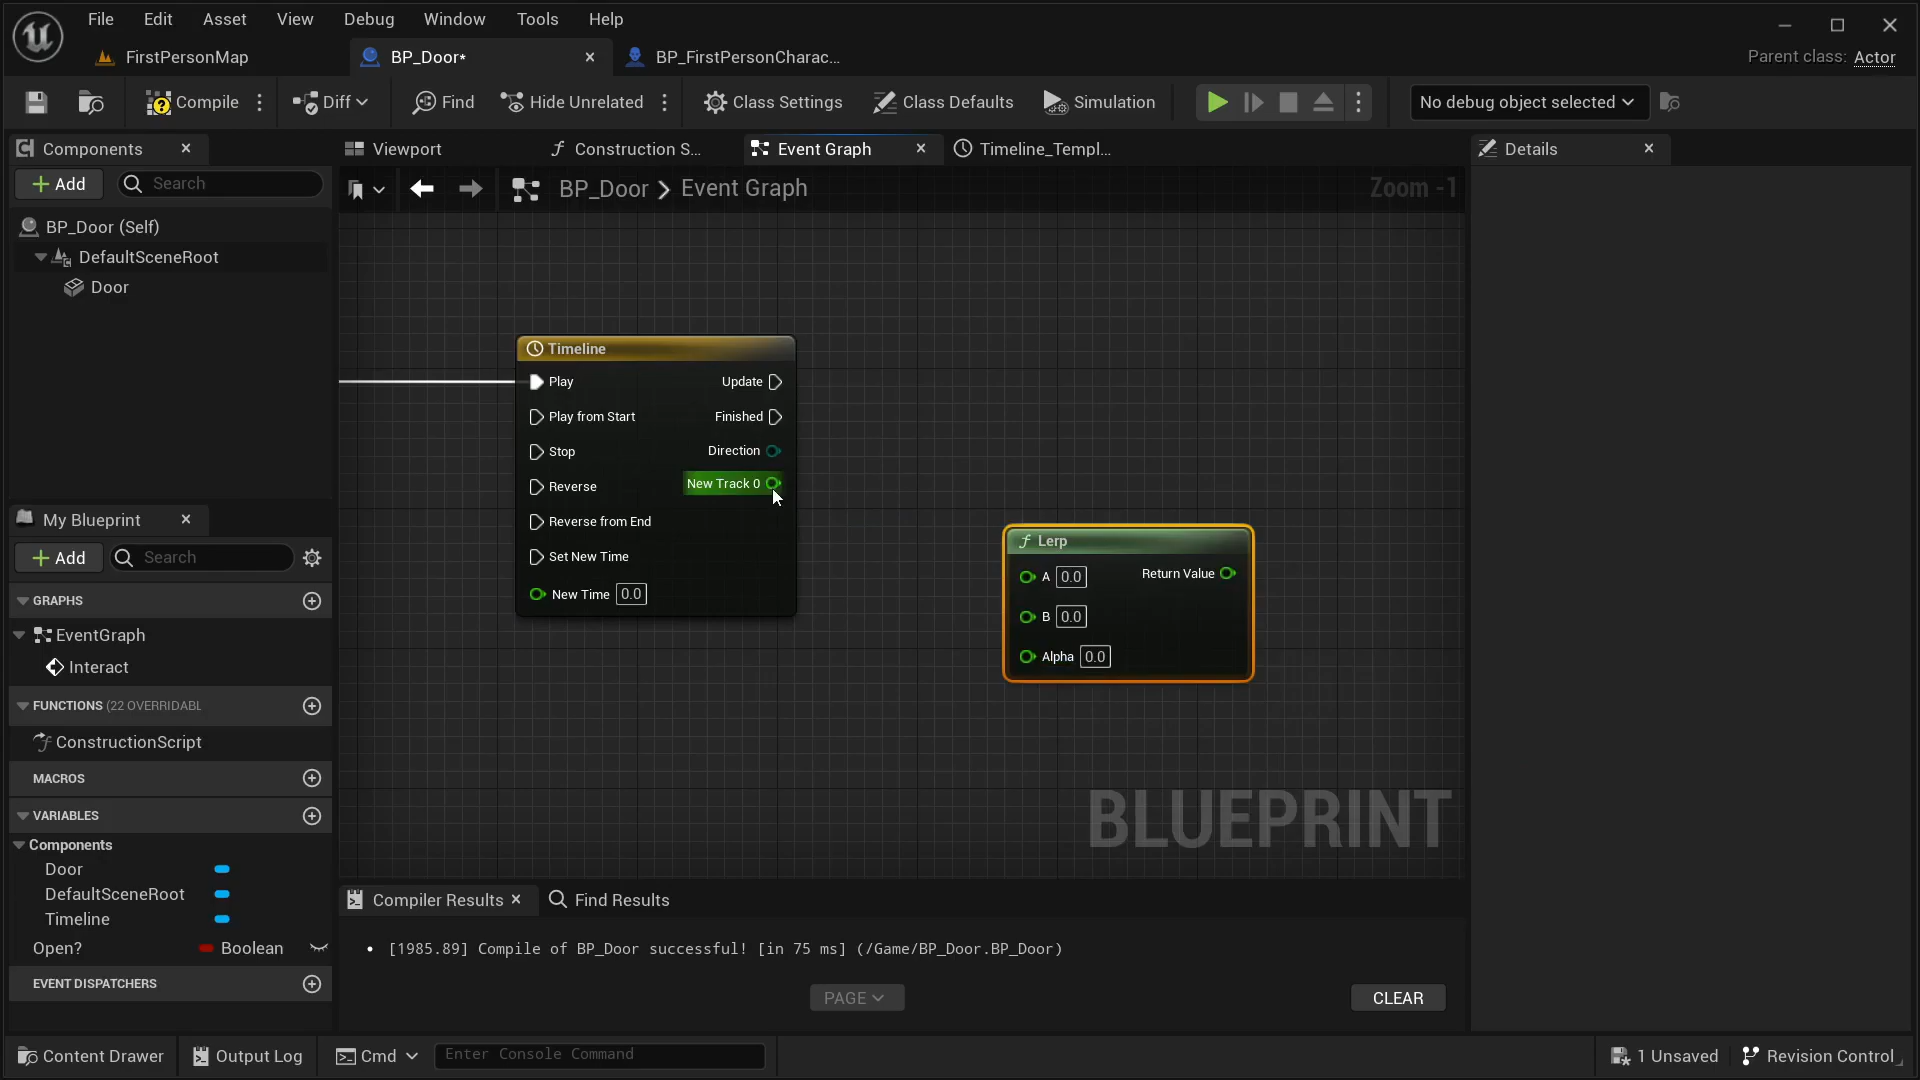 File Edit Asset View Debug Window Tools Help
FirstPersonMap BP_Door* BP_FirstPersonCharac... Parent class: Actor
Compile Diff Find Hide Unrelated Class Settings Class Defaults Simulation No debug object selected
Components Viewport Construction S... Event Graph Timeline_Templ... Details
Add Search BP_Door Event Graph Zoom -1
BP_Door (Self)
DefaultSceneRoot
Door
Timeline
Play Update
Play from Start Finished
Stop Direction
Reverse New Track 0
Reverse from End
Set New Time
New Time 0.0
Lerp
A 0.0 Return Value
B 0.0
Alpha 0.0
BLUEPRINT
My Blueprint
Add Search
GRAPHS
EventGraph
Interact
FUNCTIONS (22 OVERRIDABL
ConstructionScript
MACROS
VARIABLES
Components
Door
DefaultSceneRoot
Timeline
Open? Boolean
EVENT DISPATCHERS
Compiler Results Find Results
• [1985.89] Compile of BP_Door successful! [in 75 ms] (/Game/BP_Door.BP_Door)
PAGE CLEAR
Content Drawer Output Log Cmd Enter Console Command 1 Unsaved Revision Control